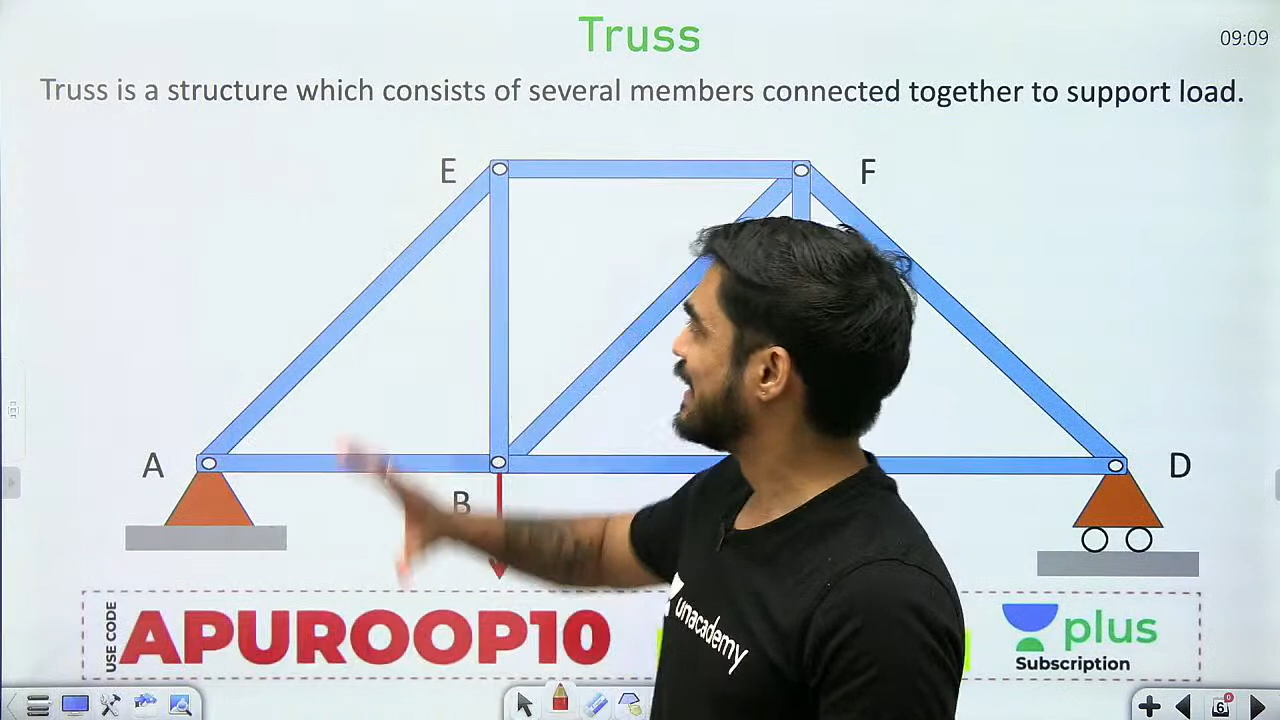 Truss
09:09
Truss is a structure which consists of several members connected together to support load.
E
F
A
D
B
USE CODE
APUROOP10
unacademy
plus
Subscription
6
0